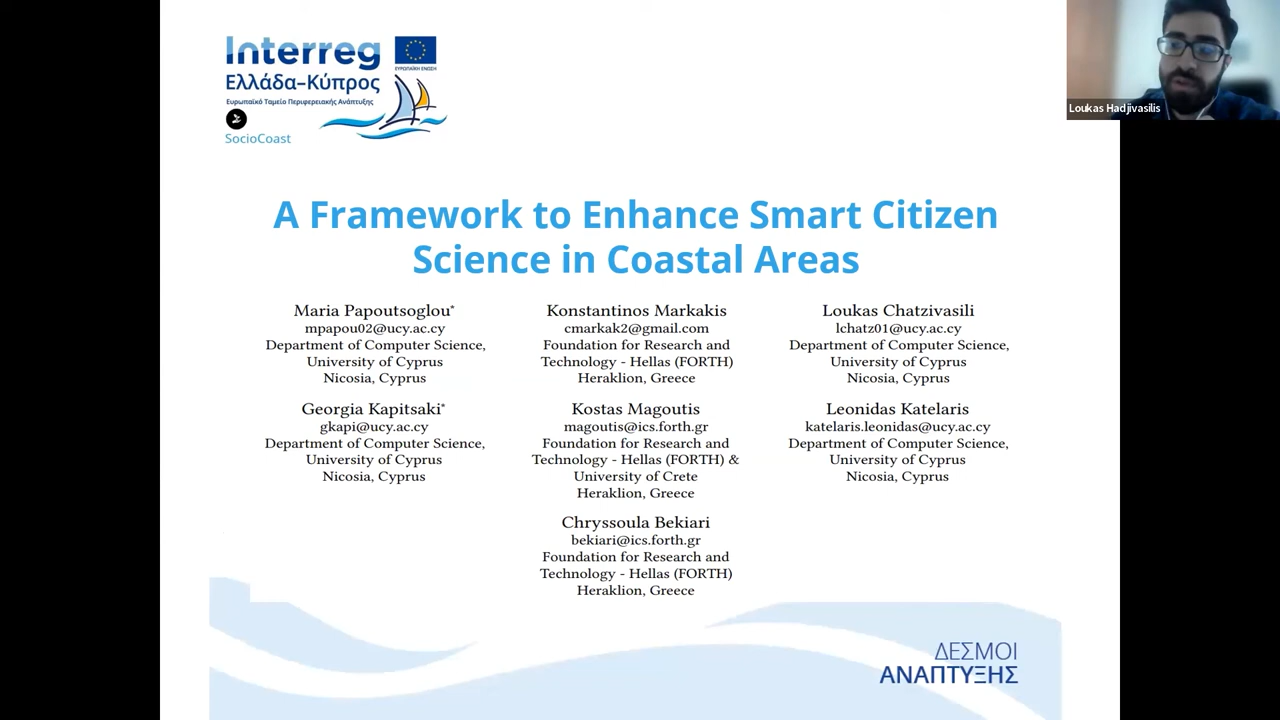 Interreg
ΕΥΡΩΠΑΪΚΗ ΕΝΩΣΗ
Ελλάδα-Κύπρος
Ευρωπαϊκό Ταμείο Περιφερειακής Ανάπτυξης
SocioCoast
Loukas Hadjivasilis
A Framework to Enhance Smart Citizen
Science in Coastal Areas
Maria Papoutsoglou*
mpapou02@ucy.ac.cy
Department of Computer Science,
University of Cyprus
Nicosia, Cyprus
Konstantinos Markakis
cmarkak2@gmail.com
Foundation for Research and
Technology - Hellas (FORTH)
Heraklion, Greece
Loukas Chatzivasili
lchatz01@ucy.ac.cy
Department of Computer Science,
University of Cyprus
Nicosia, Cyprus
Georgia Kapitsaki*
gkapi@ucy.ac.cy
Department of Computer Science,
University of Cyprus
Nicosia, Cyprus
Kostas Magoutis
magoutis@ics.forth.gr
Foundation for Research and
Technology - Hellas (FORTH) &
University of Crete
Heraklion, Greece
Leonidas Katelaris
katelaris.leonidas@ucy.ac.cy
Department of Computer Science,
University of Cyprus
Nicosia, Cyprus
Chryssoula Bekiari
bekiari@ics.forth.gr
Foundation for Research and
Technology - Hellas (FORTH)
Heraklion, Greece
ΔΕΣΜΟΙ
ΑΝΑΠΤΥΞΗΣ